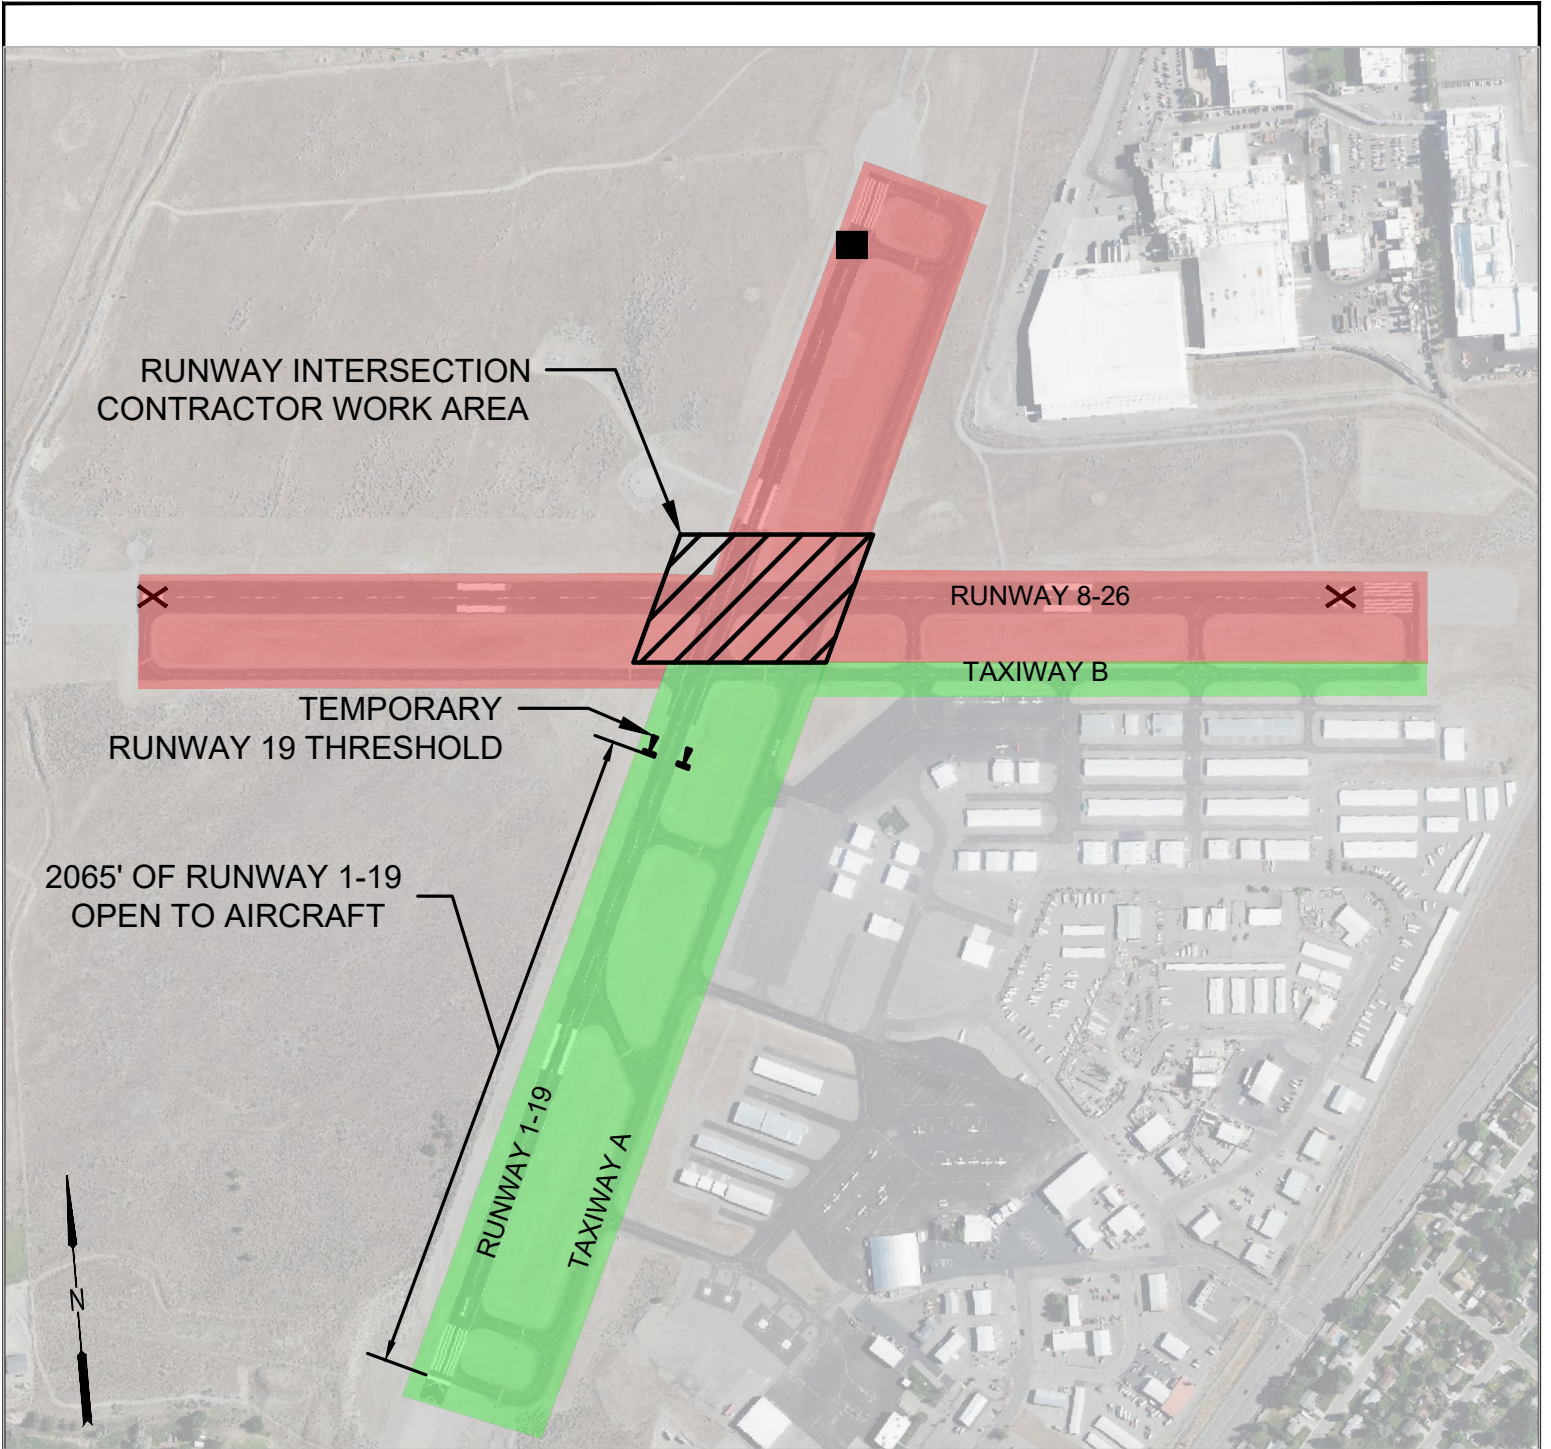 RUNWAY INTERSECTION
CONTRACTOR WORK AREA
RUNWAY 8-26
TAXIWAY B
TEMPORARY
RUNWAY 19 THRESHOLD
2065' OF RUNWAY 1-19
OPEN TO AIRCRAFT
RUNWAY 1-19
TAXIWAY A
N